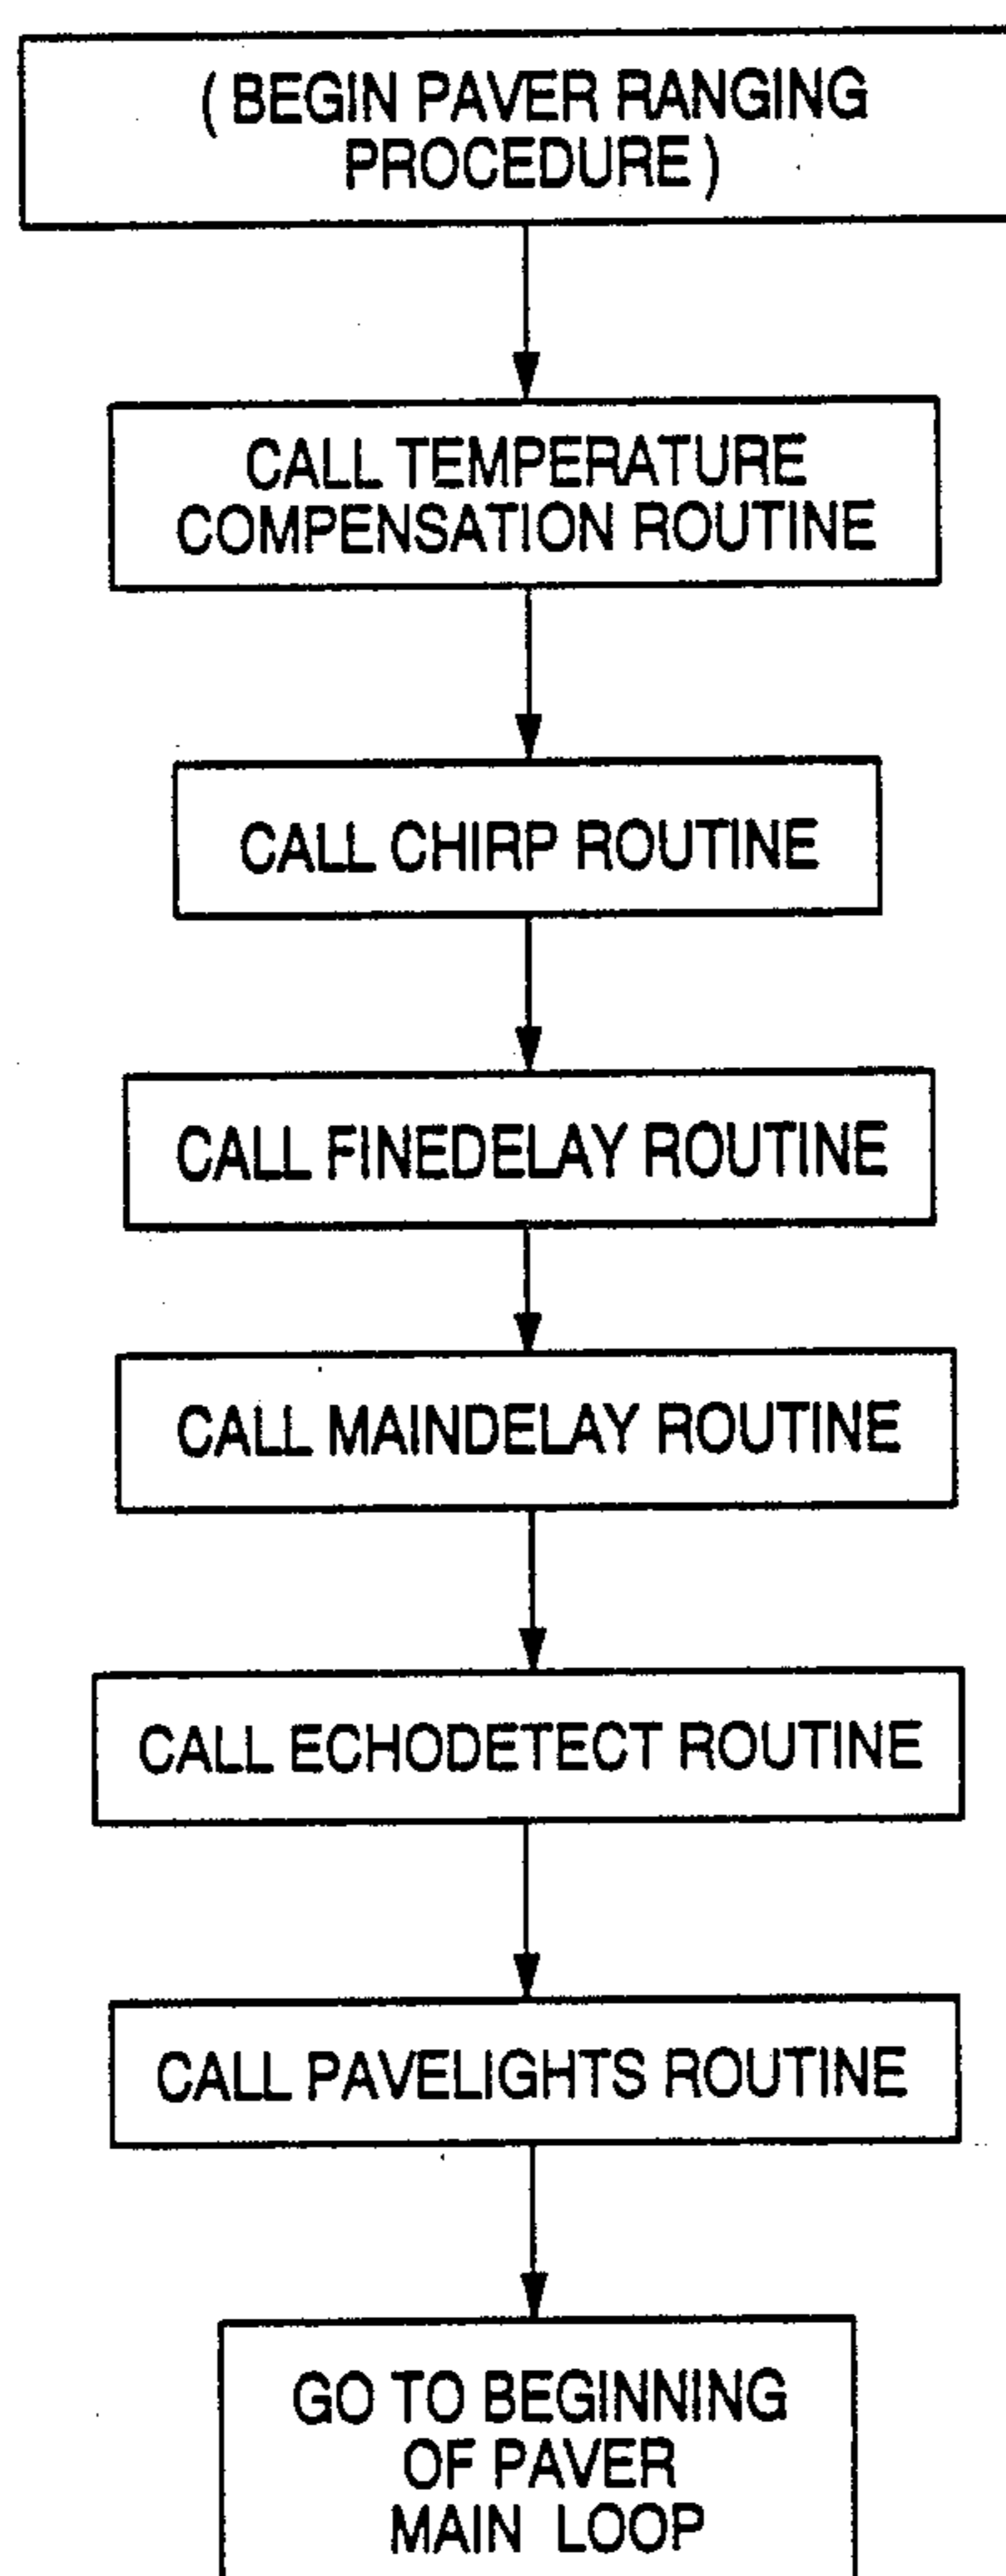 ( BEGIN PAVER RANGING
PROCEDURE )
CALL TEMPERATURE
COMPENSATION ROUTINE
CALL CHIRP ROUTINE
CALL FINEDELAY ROUTINE
CALL MAINDELAY ROUTINE
CALL ECHODETECT ROUTINE
CALL PAVELIGHTS ROUTINE
GO TO BEGINNING
OF PAVER
MAIN LOOP